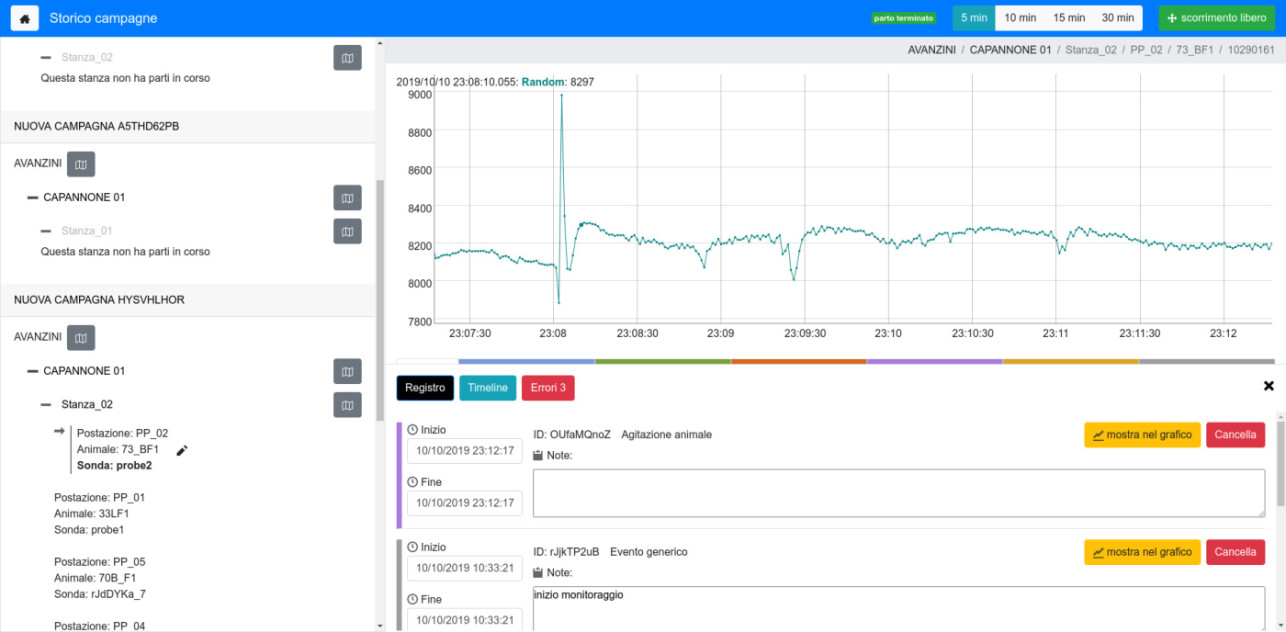 Storico campagne
parto terminato
5 min 10 min 15 min 30 min
scorrimento libero
Stanza_02
Questa stanza non ha parti in corso
NUOVA CAMPAGNA A5THD62PB
AVANZINI
CAPANNONE 01
Stanza_01
Questa stanza non ha parti in corso
NUOVA CAMPAGNA HYSVHLHOR
AVANZINI
CAPANNONE 01
Stanza_02
Postazione: PP_02
Animale: 73_BF1
Sonda: probe2
Postazione: PP_01
Animale: 33LF1
Sonda: probe1
Postazione: PP_05
Animale: 70B_F1
Sonda: rJdDYKa_7
Postazione: PP_04
AVANZINI / CAPANNONE 01 / Stanza_02 / PP_02 / 73_BF1 / 10290161
2019/10/10 23:08:10.055: Random: 8297
9000
8800
8600
8400
8200
8000
7800
23:07:30 23:08 23:08:30 23:09 23:09:30 23:10 23:10:30 23:11 23:11:30 23:12
Registro Timeline Errori 3
Inizio
10/10/2019 23:12:17
Fine
10/10/2019 23:12:17
ID: OUfaMQnoZ Agitazione animale
Note:
mostra nel grafico Cancella
Inizio
10/10/2019 10:33:21
Fine
10/10/2019 10:33:21
ID: rJjkTP2uB Evento generico
Note:
inizio monitoraggio
mostra nel grafico Cancella